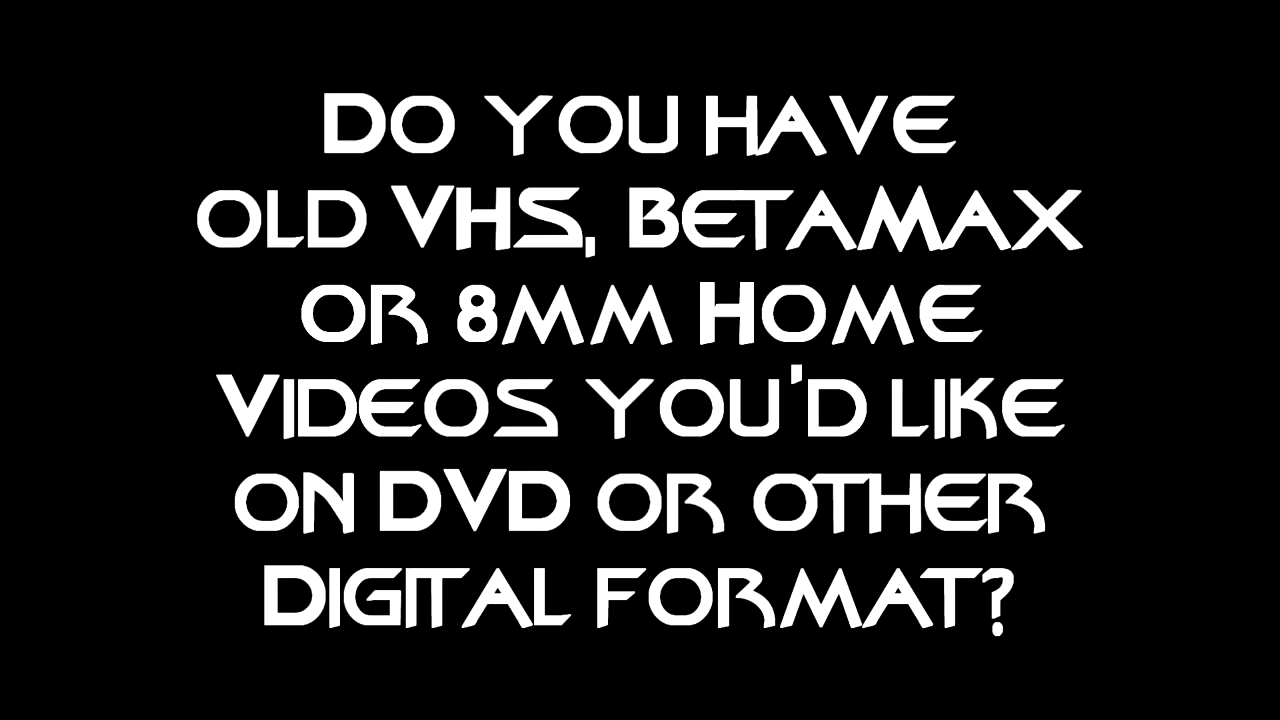 Do you have
old VHS, BetaMax
or 8mm Home
Videos you'd like
on DVD or other
Digital format?